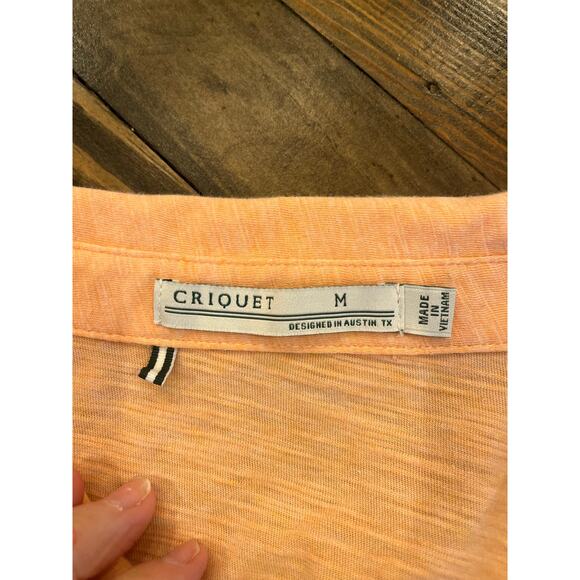 CRIQUET M
DESIGNED IN AUSTIN, TX
MADE
IN
VIETNAM